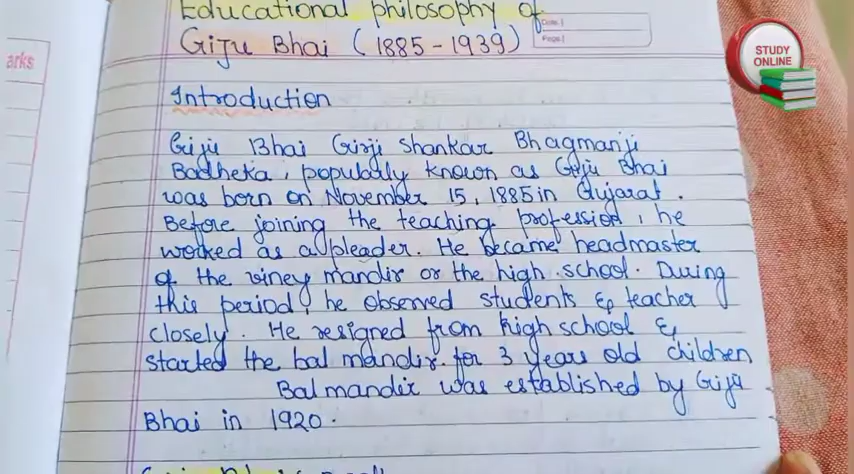 Educational philosophy of
Giju Bhai (1885-1939)
Date |
Page |
STUDY
ONLINE
arks
Introduction
Giju Bhai Girji Shankar Bhagmanji
Badheka, popularly known as Giju Bhai
was born on November 15, 1885 in Gujarat.
Before joining the teaching profession, he
worked as a pleader. He became headmaster
of the viney mandir or the high school. During
this period, he observed students & teacher
closely. He resigned from high school &
started the bal mandir for 3 years old children
Balmandir was established by Giju
Bhai in 1920.